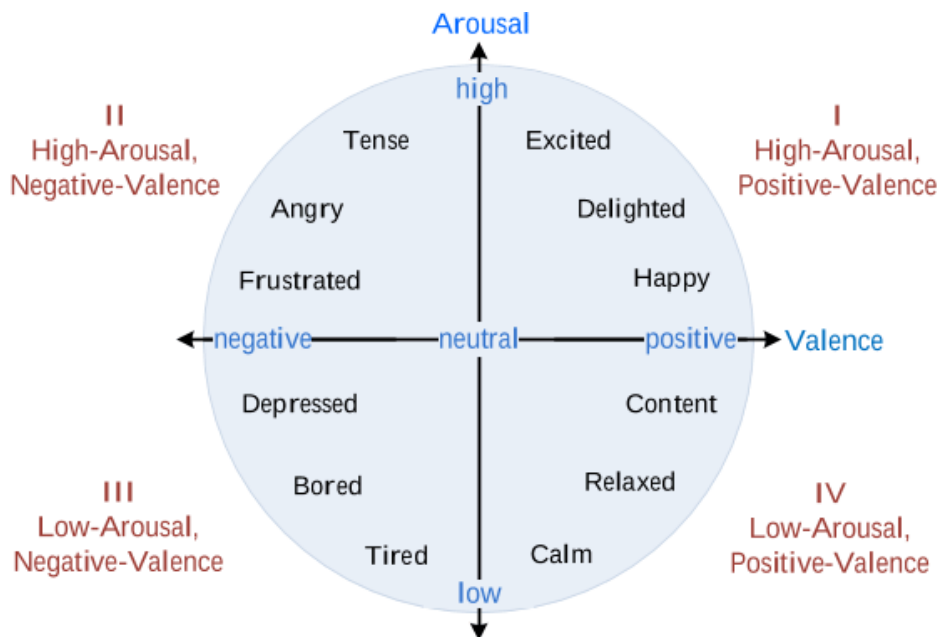 Arousal
high
II
High-Arousal,
Negative-Valence
I
High-Arousal,
Positive-Valence
Tense
Excited
Angry
Delighted
Frustrated
Happy
negative
neutral
positive
Valence
Depressed
Content
Bored
Relaxed
Tired
Calm
III
Low-Arousal,
Negative-Valence
IV
Low-Arousal,
Positive-Valence
low